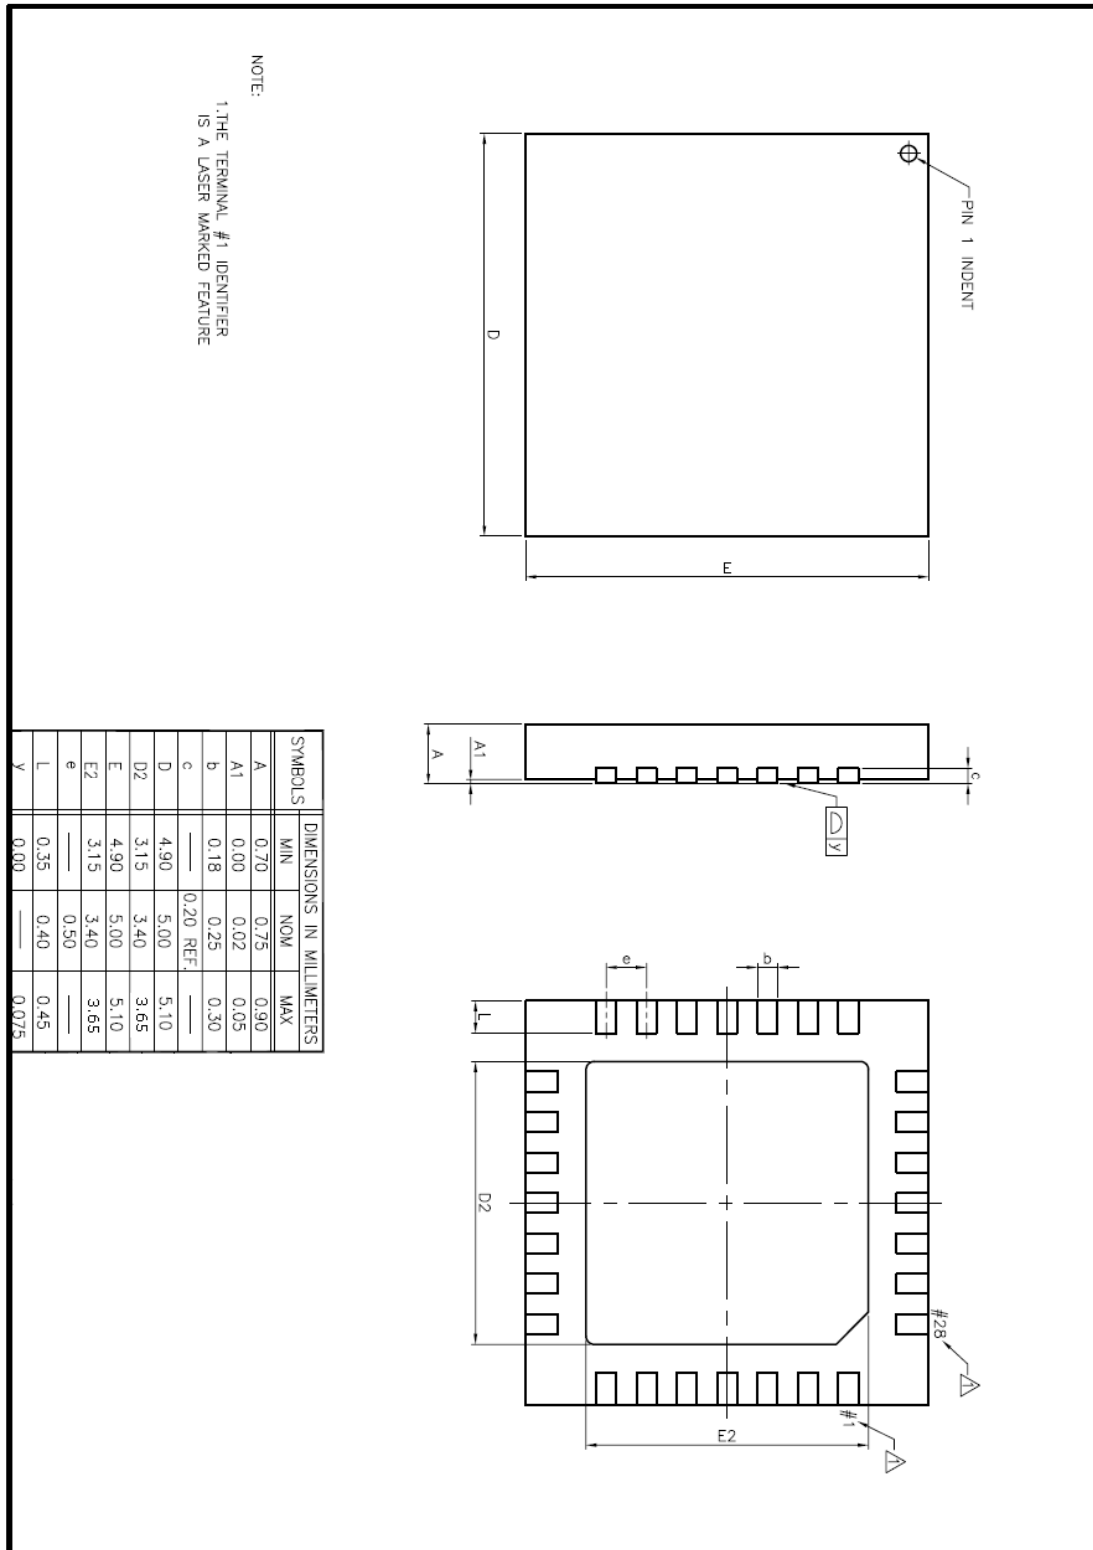 PIN 1 INDENT
D
E
A
A1
c
y
e
b
L
D2
E2
#28
1
#1
1
NOTE:
1.THE TERMINAL #1 IDENTIFIER
IS A LASER MARKED FEATURE
SYMBOLS DIMENSIONS IN MILLIMETERS
MIN NOM MAX
A 0.70 0.75 0.90
A1 0.00 0.02 0.05
b 0.18 0.25 0.30
c — 0.20 REF. —
D 4.90 5.00 5.10
D2 3.15 3.40 3.65
E 4.90 5.00 5.10
E2 3.15 3.40 3.65
e — 0.50 —
L 0.35 0.40 0.45
y 0.00 — 0.075